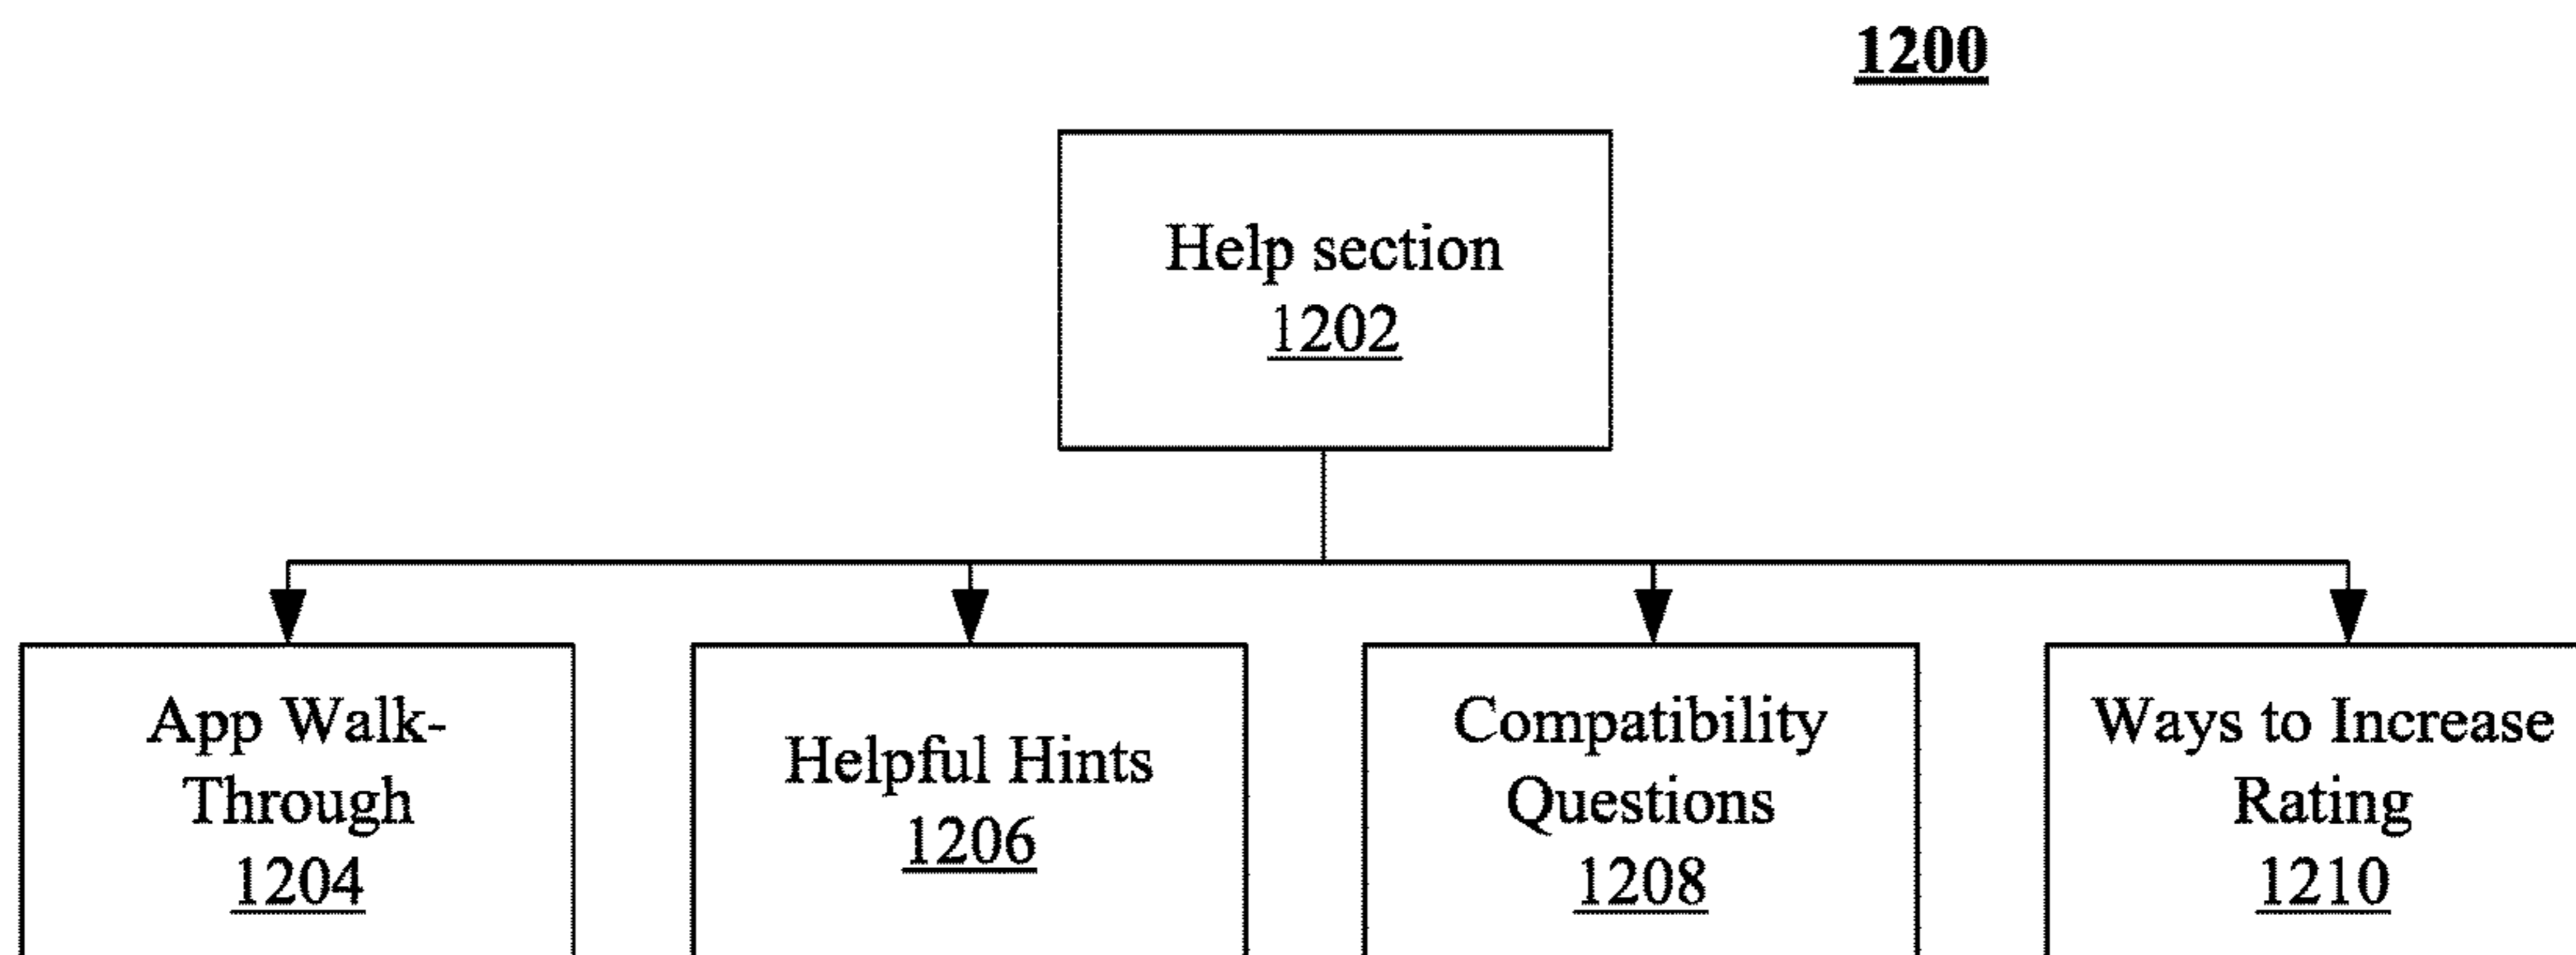 1200
Help section
1202
App Walk-
Through
1204
Helpful Hints
1206
Compatibility
Questions
1208
Ways to Increase
Rating
1210